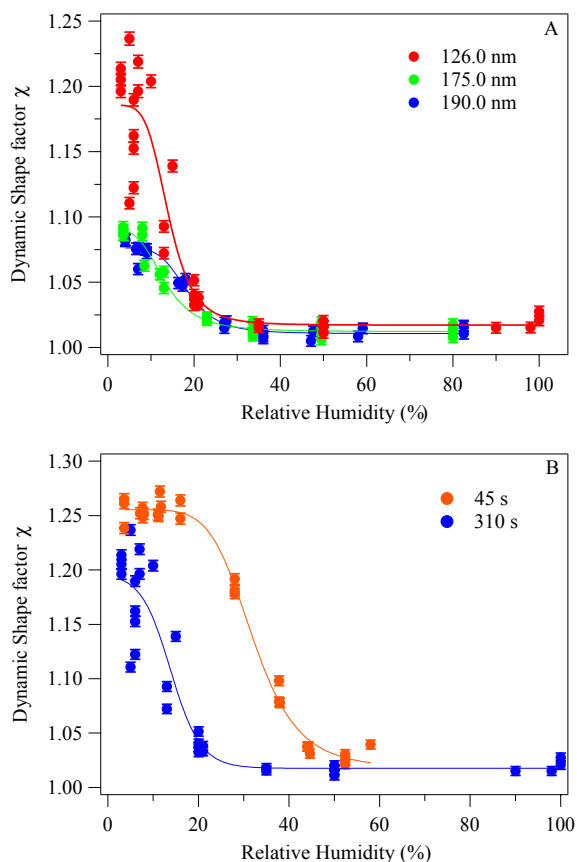 A
126.0 nm
175.0 nm
190.0 nm
Dynamic Shape factor χ
1.25
1.20
1.15
1.10
1.05
1.00
0 20 40 60 80 100
Relative Humidity (%)
B
45 s
310 s
Dynamic Shape factor χ
1.30
1.25
1.20
1.15
1.10
1.05
1.00
0 20 40 60 80 100
Relative Humidity (%)